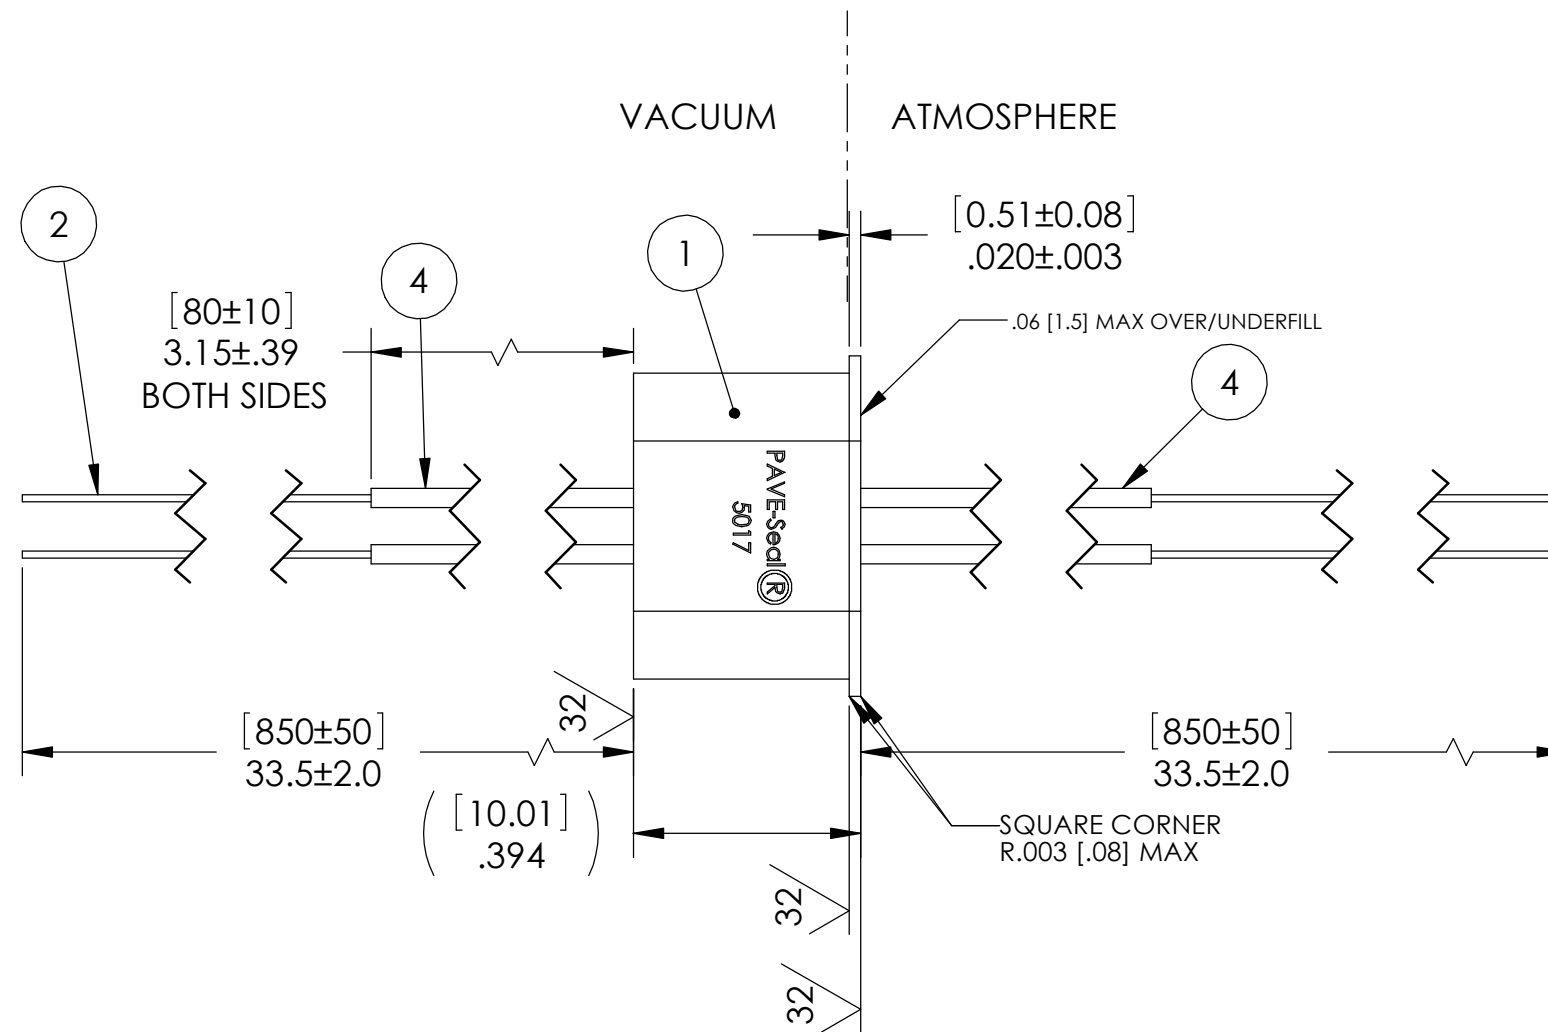 VACUUM
ATMOSPHERE
2
4
1
[0.51±0.08]
.020±.003
[80±10]
3.15±.39
BOTH SIDES
.06 [1.5] MAX OVER/UNDERFILL
4
PAVE-Seal®
5017
32
[850±50]
33.5±2.0
([10.01]
.394)
[850±50]
33.5±2.0
SQUARE CORNER
R.003 [.08] MAX
32
32